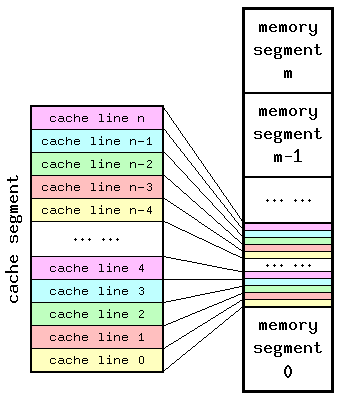 cache segment
cache line n
cache line n-1
cache line n-2
cache line n-3
cache line n-4
... ...
cache line 4
cache line 3
cache line 2
cache line 1
cache line 0
memory
segment
m
memory
segment
m-1
... ...
... ...
memory
segment
0